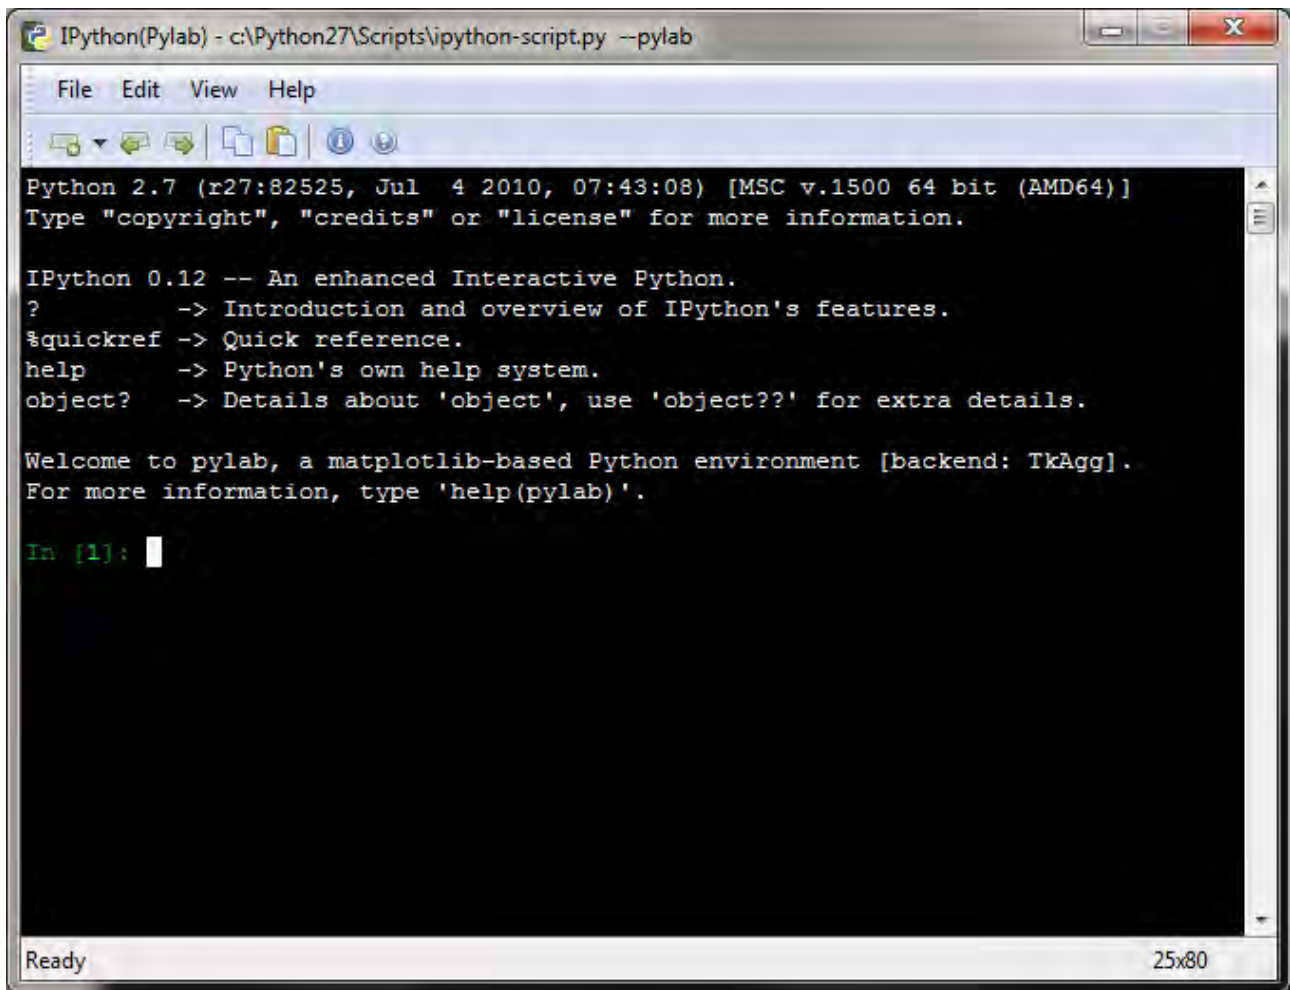 IPython(Pylab) - c:\Python27\Scripts\ipython-script.py --pylab
File Edit View Help
Python 2.7 (r27:82525, Jul  4 2010, 07:43:08) [MSC v.1500 64 bit (AMD64)]
Type "copyright", "credits" or "license" for more information.
IPython 0.12 -- An enhanced Interactive Python.
?         -> Introduction and overview of IPython's features.
%quickref -> Quick reference.
help      -> Python's own help system.
object?   -> Details about 'object', use 'object??' for extra details.
Welcome to pylab, a matplotlib-based Python environment [backend: TkAgg].
For more information, type 'help(pylab)'.
In [1]:
Ready 25x80